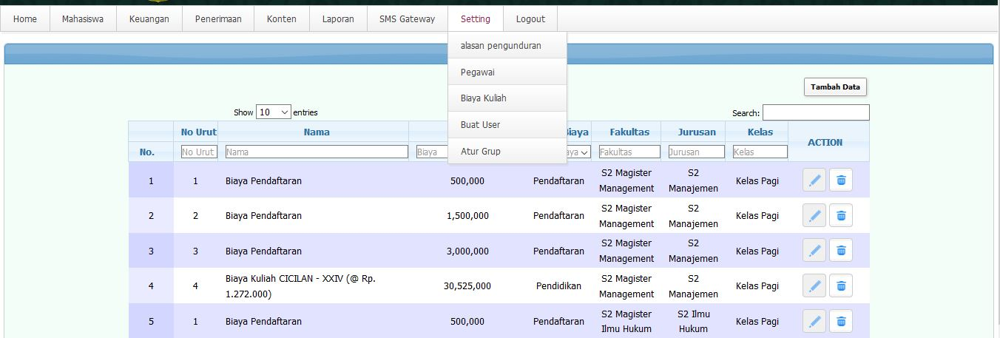 Home Mahasiswa Keuangan Penerimaan Konten Laporan SMS Gateway Setting Logout
alasan pengunduran
Pegawai
Biaya Kuliah
Buat User
Atur Grup
Tambah Data
Show 10 entries Search:
No. No Urut Nama Biaya Fakultas Jurusan Kelas ACTION
No Urut Nama Biaya Fakultas Jurusan Kelas
1 1 Biaya Pendaftaran 500,000 Pendaftaran S2 Magister Management S2 Manajemen Kelas Pagi
2 2 Biaya Pendaftaran 1,500,000 Pendaftaran S2 Magister Management S2 Manajemen Kelas Pagi
3 3 Biaya Pendaftaran 3,000,000 Pendaftaran S2 Magister Management S2 Manajemen Kelas Pagi
4 4 Biaya Kuliah CICILAN - XXIV (@ Rp. 1.272.000) 30,525,000 Pendidikan S2 Magister Management S2 Manajemen Kelas Pagi
5 1 Biaya Pendaftaran 500,000 Pendaftaran S2 Magister Ilmu Hukum S2 Ilmu Hukum Kelas Pagi